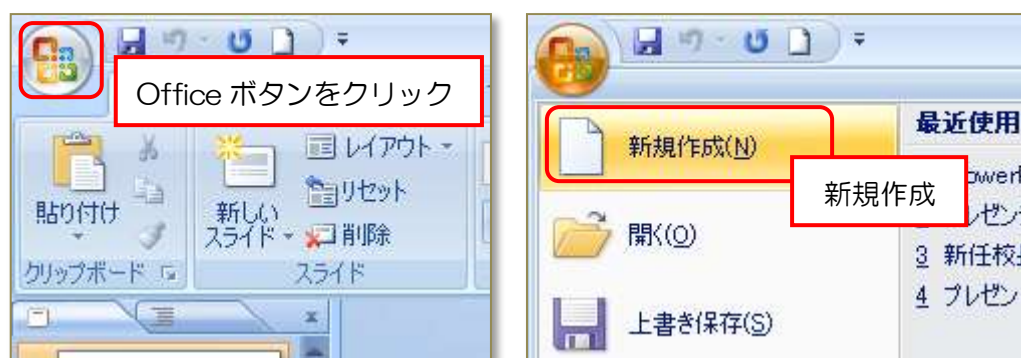 Office ボタンをクリック
レイアウト
リセット
削除
貼り付け
新しい
スライド
クリップボード
スライド
新規作成(N)
新規作成
開く(O)
上書き保存(S)
最近使用
3 新任校
4 プレゼン